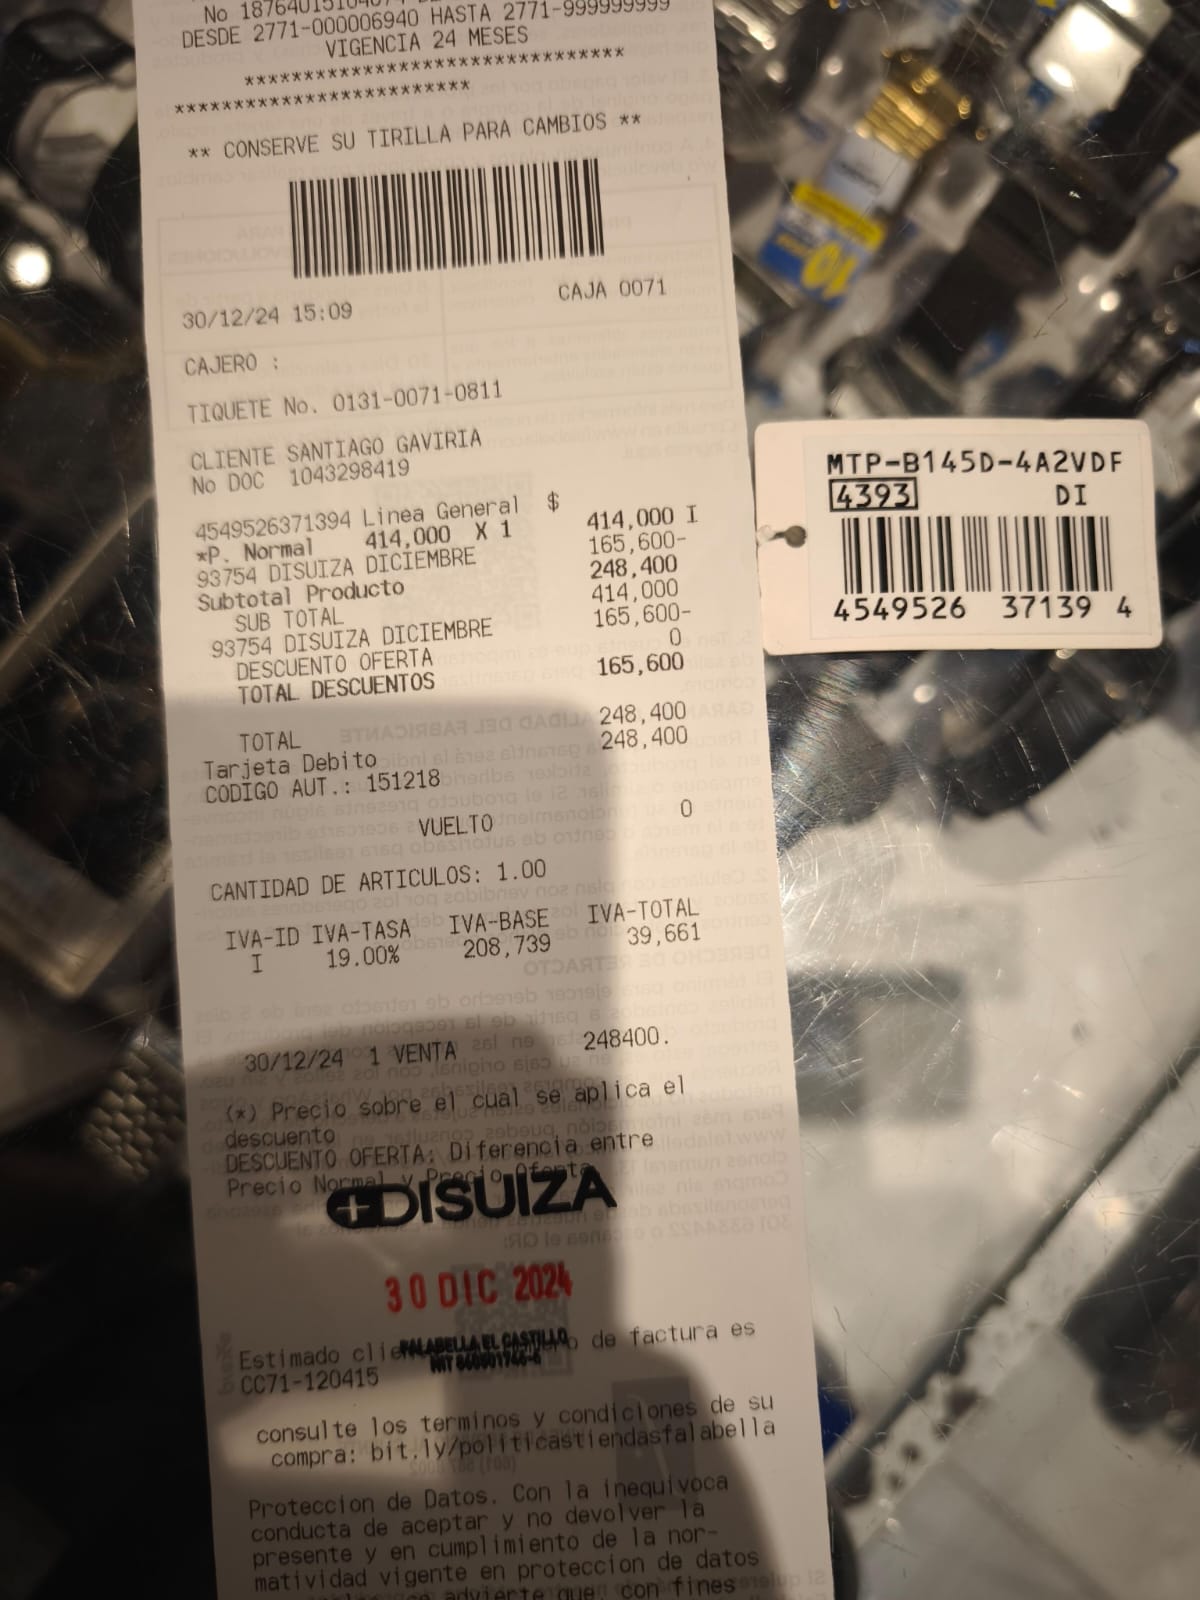 DESDE 2771-000006940 HASTA 2771-999999999
VIGENCIA 24 MESES
********************************
*************************
** CONSERVE SU TIRILLA PARA CAMBIOS **
30/12/24 15:09
CAJA 0071
CAJERO :
TIQUETE No. 0131-0071-0811
CLIENTE SANTIAGO GAVIRIA
No DOC 1043298419
4549526371394 Linea General $ 414,000 I
*P. Normal 414,000 X 1
93754 DISUIZA DICIEMBRE 165,600-
Subtotal Producto 248,400
SUB TOTAL 414,000
93754 DISUIZA DICIEMBRE 165,600-
DESCUENTO OFERTA 0
TOTAL DESCUENTOS 165,600
TOTAL 248,400
Tarjeta Debito 248,400
CODIGO AUT.: 151218
VUELTO 0
CANTIDAD DE ARTICULOS: 1.00
IVA-ID IVA-TASA IVA-BASE IVA-TOTAL
I 19.00% 208,739 39,661
30/12/24 1 VENTA 248400.
(*) Precio sobre el cual se aplica el
descuento
DESCUENTO OFERTA: Diferencia entre
Precio Normal y Precio Oferta
DISUIZA
30 DIC 2024
FALABELLA EL CASTILLO
Estimado de factura es
CC71-120415
consulte los terminos y condiciones de su
compra: bit.ly/politicastiendasfalabella
Proteccion de Datos. Con la inequivoca
conducta de aceptar y no devolver la
presente y en cumplimiento de la nor-
matividad vigente en proteccion de datos
advierte que, con fines
MTP-B145D-4A2VDF
4393 DI
4549526 37139 4
10